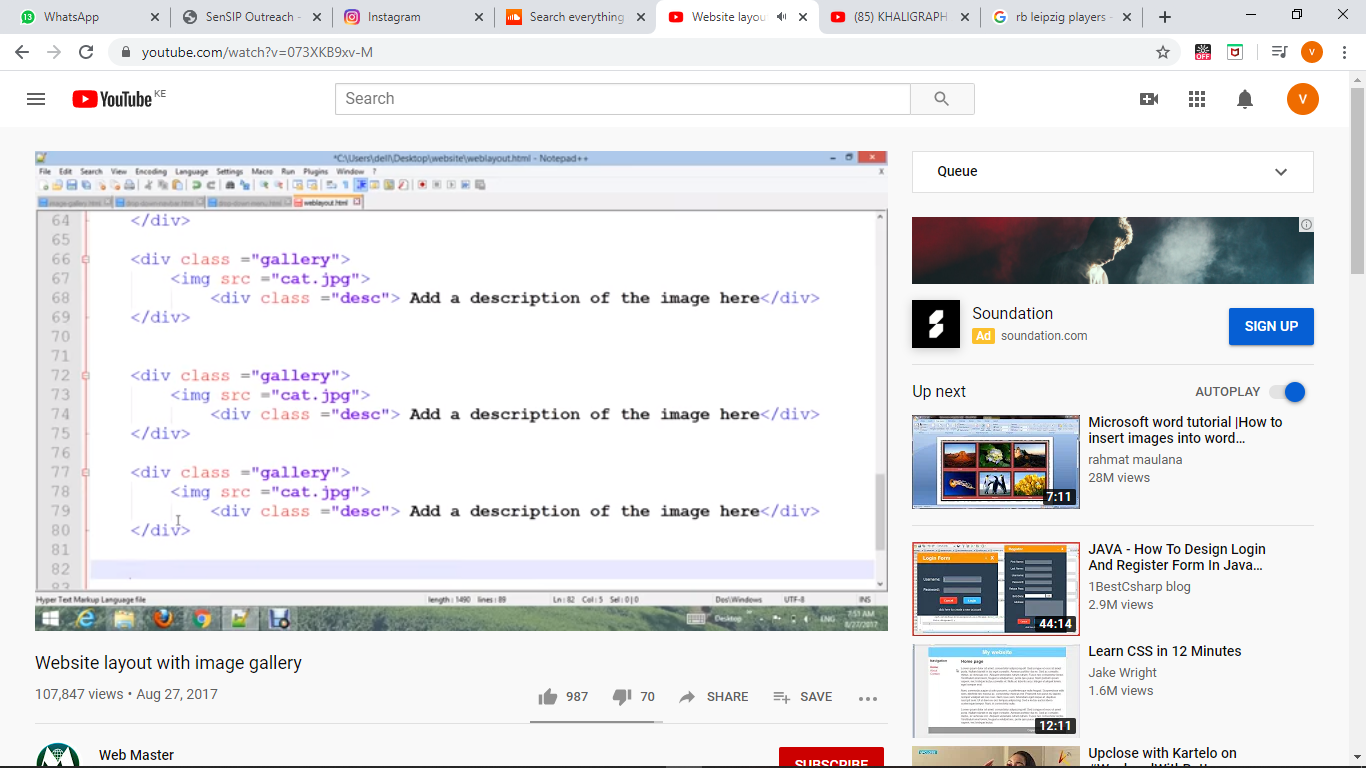 WhatsApp
SenSIP Outreach -
Instagram
Search everything
Website layou
(85) KHALIGRAPH
rb leipzig players -
youtube.com/watch?v=073XKB9xv-M
OFF
V
YouTube KE
Search
V
*C:\Users\dell\Desktop\website\weblayout.html - Notepad++
File Edit Search View Encoding Language Settings Macro Run Plugins Window ?
X
image-gallery.html drop-down-navbar.html drop-down-menu.html weblayout.html
64 </div>
65
66 <div class ="gallery">
67 <img src ="cat.jpg">
68 <div class ="desc"> Add a description of the image here</div>
69 </div>
70
71
72 <div class ="gallery">
73 <img src ="cat.jpg">
74 <div class ="desc"> Add a description of the image here</div>
75 </div>
76
77 <div class ="gallery">
78 <img src ="cat.jpg">
79 <div class ="desc"> Add a description of the image here</div>
80 </div>
81
82
83
Hyper Text Markup Language file length : 1490 lines : 89 Ln : 82 Col : 5 Sel : 0 | 0 Dos\Windows UTF-8 INS
Desktop ENG 7:51 AM
8/27/2017
Website layout with image gallery
107,847 views • Aug 27, 2017
987 70 SHARE SAVE
Web Master
SUBSCRIBE
Queue
Soundation
Ad soundation.com
SIGN UP
Up next
AUTOPLAY
7:11
Microsoft word tutorial |How to
insert images into word...
rahmat maulana
28M views
Login Form
Register
44:14
JAVA - How To Design Login
And Register Form In Java...
1BestCsharp blog
2.9M views
My website
Navigation
Home page
12:11
Learn CSS in 12 Minutes
Jake Wright
1.6M views
Upclose with Kartelo on